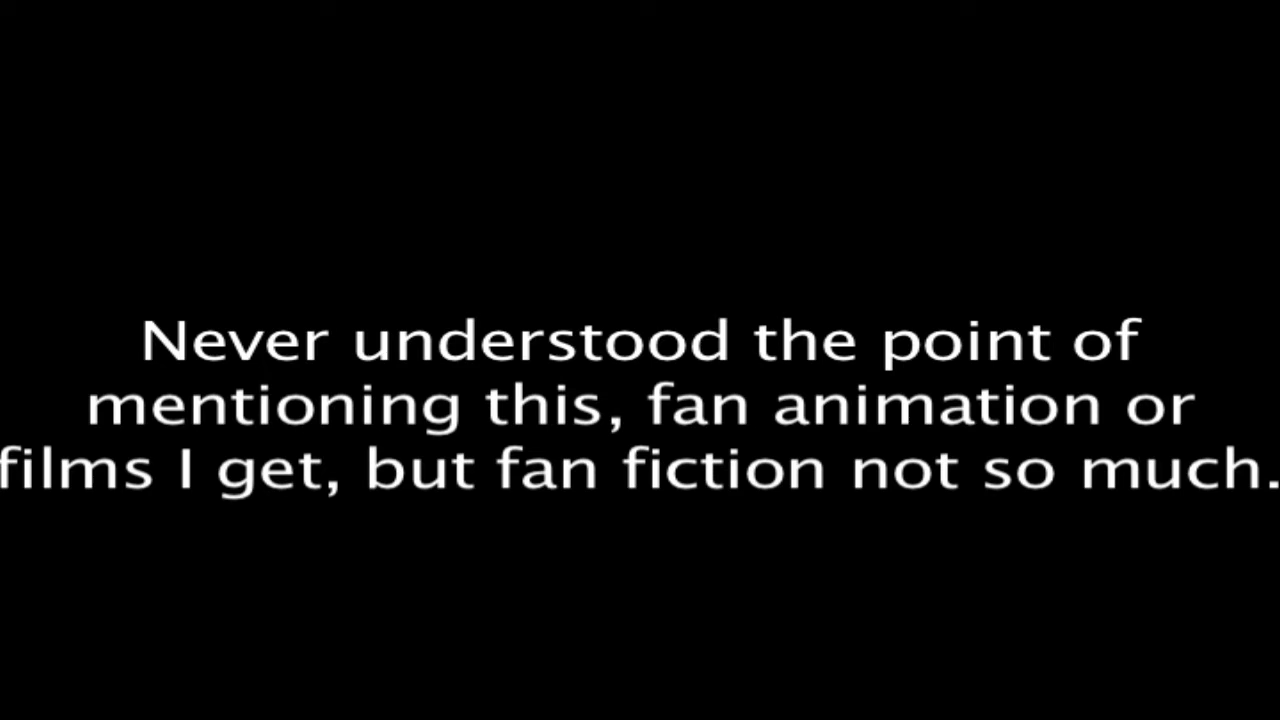 Never understood the point of
mentioning this, fan animation or
films I get, but fan fiction not so much.